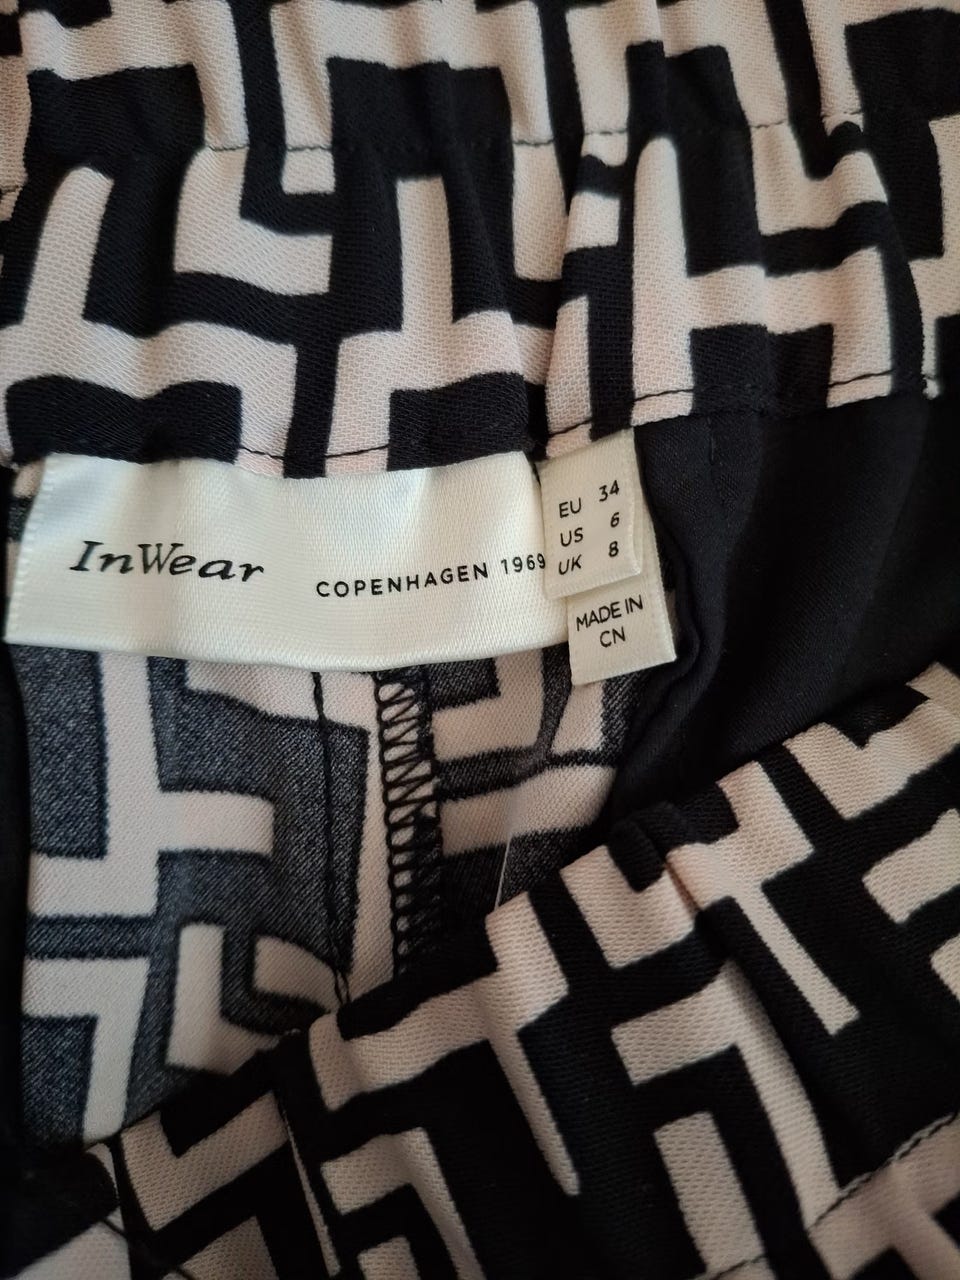 InWear COPENHAGEN 1969
EU 34
US 6
UK 8
MADE IN
CN